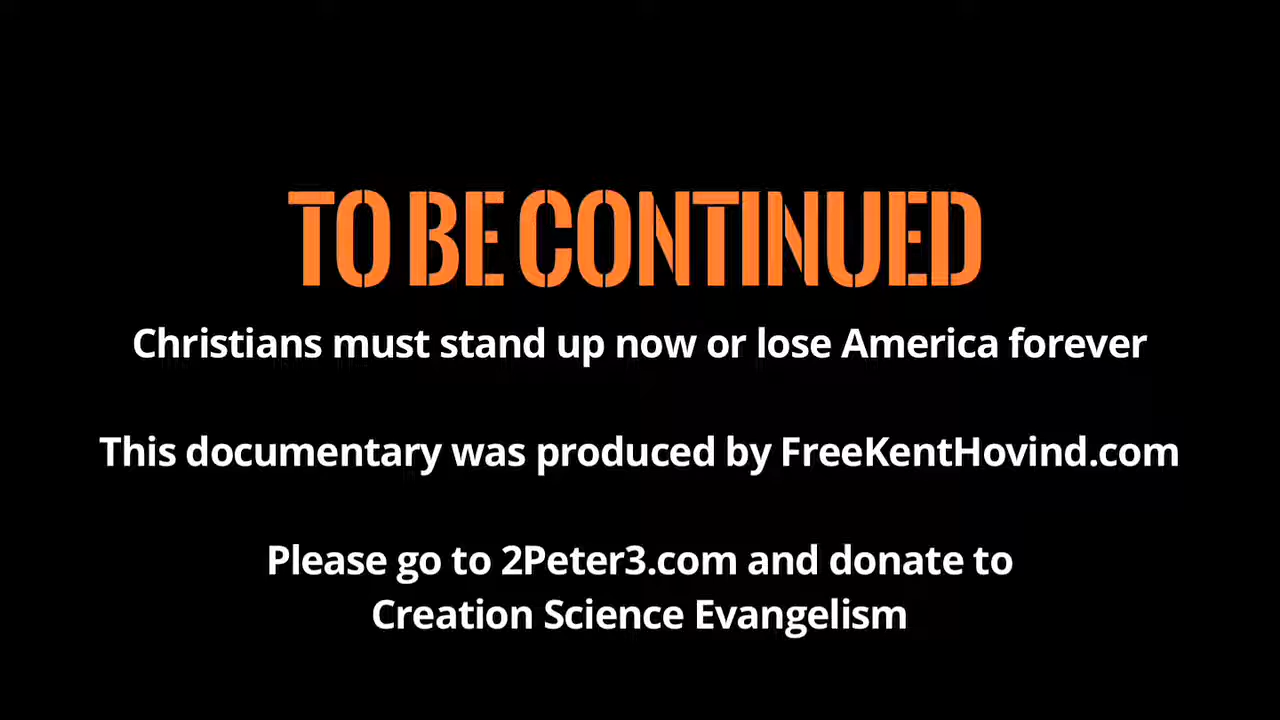 TO BE CONTINUED
Christians must stand up now or lose America forever
This documentary was produced by FreeKentHovind.com
Please go to 2Peter3.com and donate to
Creation Science Evangelism